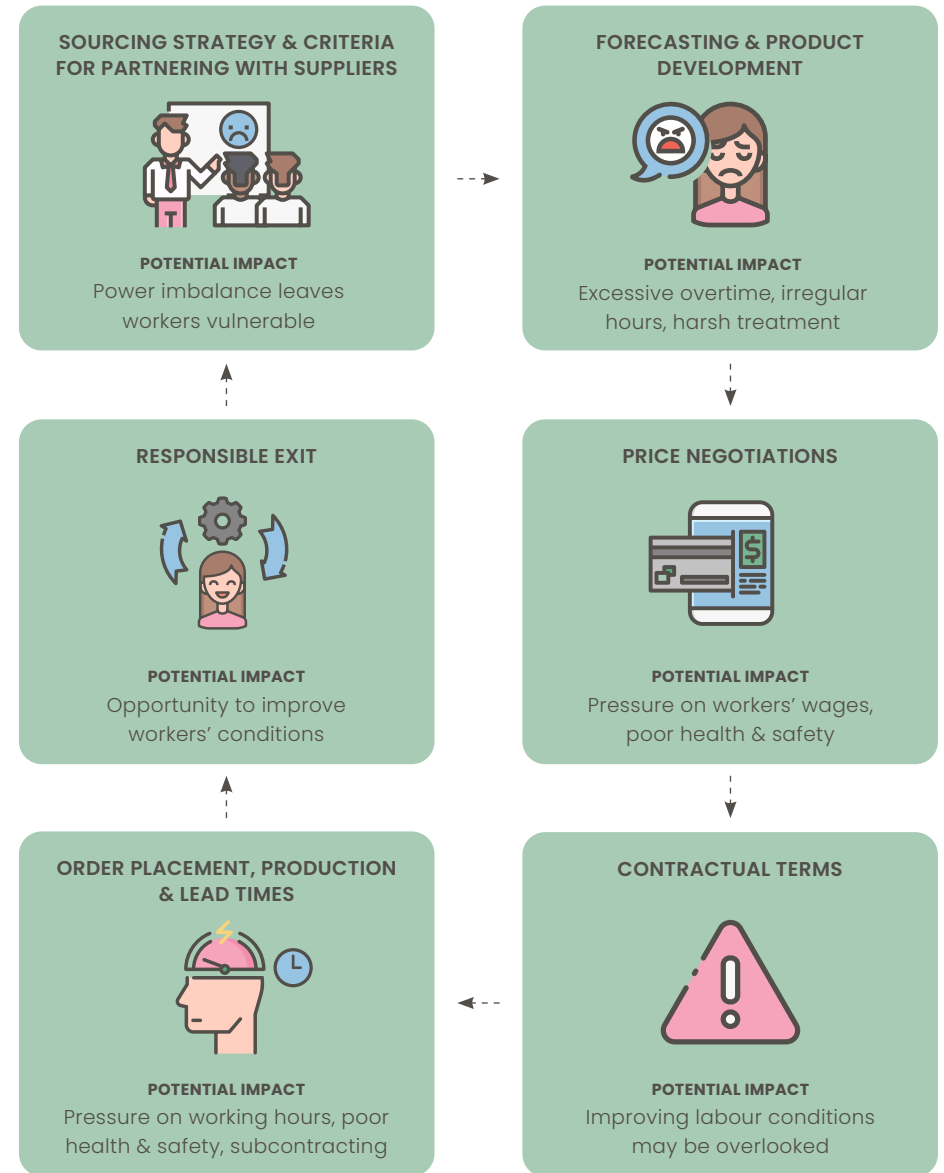 SOURCING STRATEGY & CRITERIA
FOR PARTNERING WITH SUPPLIERS
POTENTIAL IMPACT
Power imbalance leaves
workers vulnerable
FORECASTING & PRODUCT
DEVELOPMENT
POTENTIAL IMPACT
Excessive overtime, irregular
hours, harsh treatment
PRICE NEGOTIATIONS
$
POTENTIAL IMPACT
Pressure on workers’ wages,
poor health & safety
CONTRACTUAL TERMS
!
POTENTIAL IMPACT
Improving labour conditions
may be overlooked
ORDER PLACEMENT, PRODUCTION
& LEAD TIMES
POTENTIAL IMPACT
Pressure on working hours, poor
health & safety, subcontracting
RESPONSIBLE EXIT
POTENTIAL IMPACT
Opportunity to improve
workers’ conditions